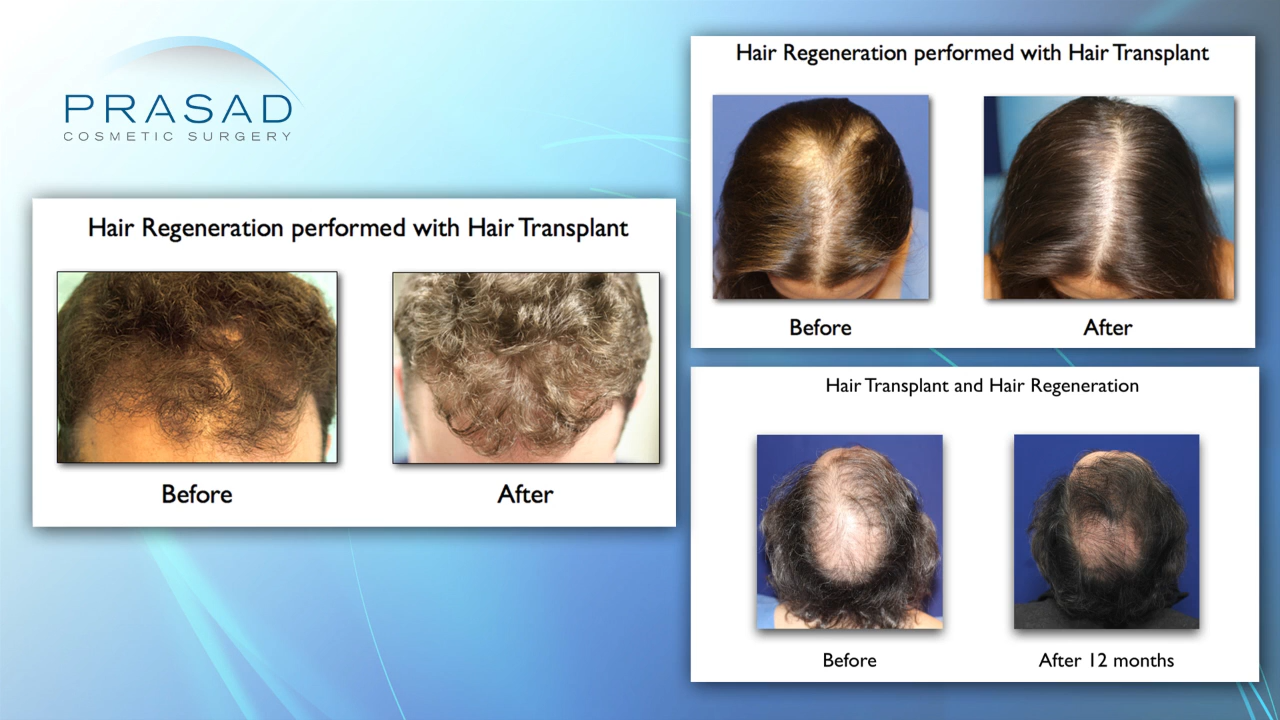 PRASAD
COSMETIC SURGERY
Hair Regeneration performed with Hair Transplant
Before
After
Hair Regeneration performed with Hair Transplant
Before
After
Hair Transplant and Hair Regeneration
Before
After 12 months